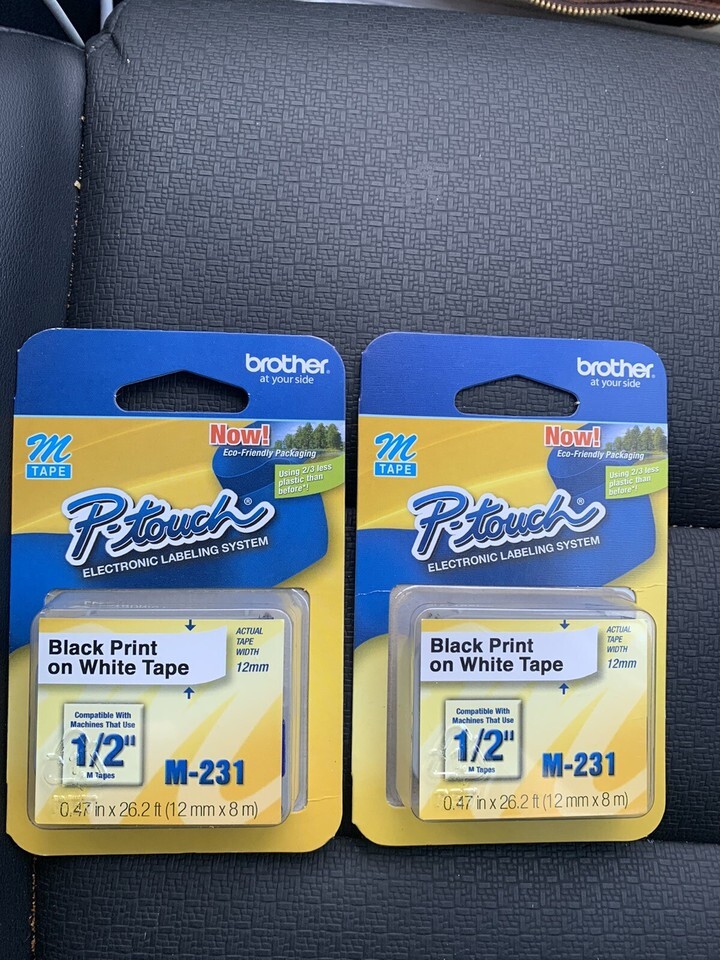 brother®
at your side
M
TAPE
Now!
Eco-Friendly Packaging
Using 2/3 less
plastic than
before*!
P-touch®
ELECTRONIC LABELING SYSTEM
Black Print
on White Tape
ACTUAL
TAPE
WIDTH
12mm
Compatible With
Machines That Use
1/2"
M Tapes
M-231
0.47 in x 26.2 ft (12 mm x 8 m)
brother®
at your side
M
TAPE
Now!
Eco-Friendly Packaging
Using 2/3 less
plastic than
before*!
P-touch®
ELECTRONIC LABELING SYSTEM
Black Print
on White Tape
ACTUAL
TAPE
WIDTH
12mm
Compatible With
Machines That Use
1/2"
M Tapes
M-231
0.47 in x 26.2 ft (12 mm x 8 m)